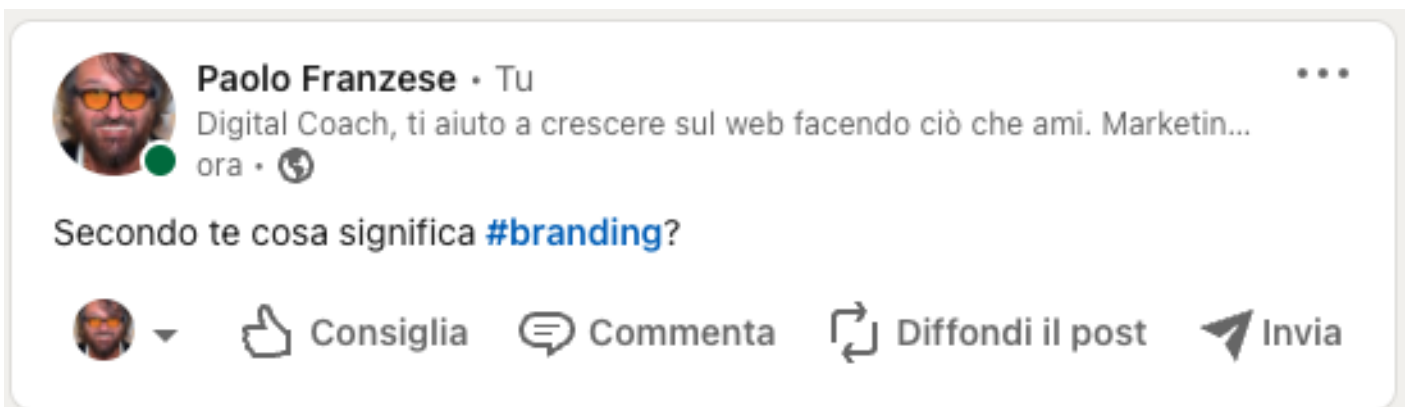 Paolo Franzese • Tu
Digital Coach, ti aiuto a crescere sul web facendo ciò che ami. Marketin...
ora •
Secondo te cosa significa #branding?
Consiglia Commenta Diffondi il post Invia